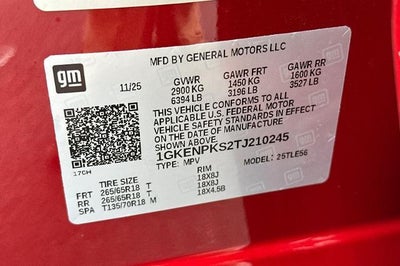 MFD BY GENERAL MOTORS LLC
gm
11/25
GVWR GAWR FRT GAWR RR
2900 KG 1450 KG 1600 KG
6394 LB 3196 LB 3527 LB
THIS VEHICLE CONFORMS TO ALL
APPLICABLE U.S. FEDERAL MOTOR
VEHICLE SAFETY STANDARDS IN EFFECT ON
THE DATE OF MANUFACTURE
SHOWN ABOVE.
1GKENPKS2TJ210245
TYPE: MPV MODEL: 25TLE56
17CH
TIRE SIZE RIM
FRT 265/65R18 T 18X8J
RR 265/65R18 T 18X8J
SPA T135/70R18 M 18X4.5B